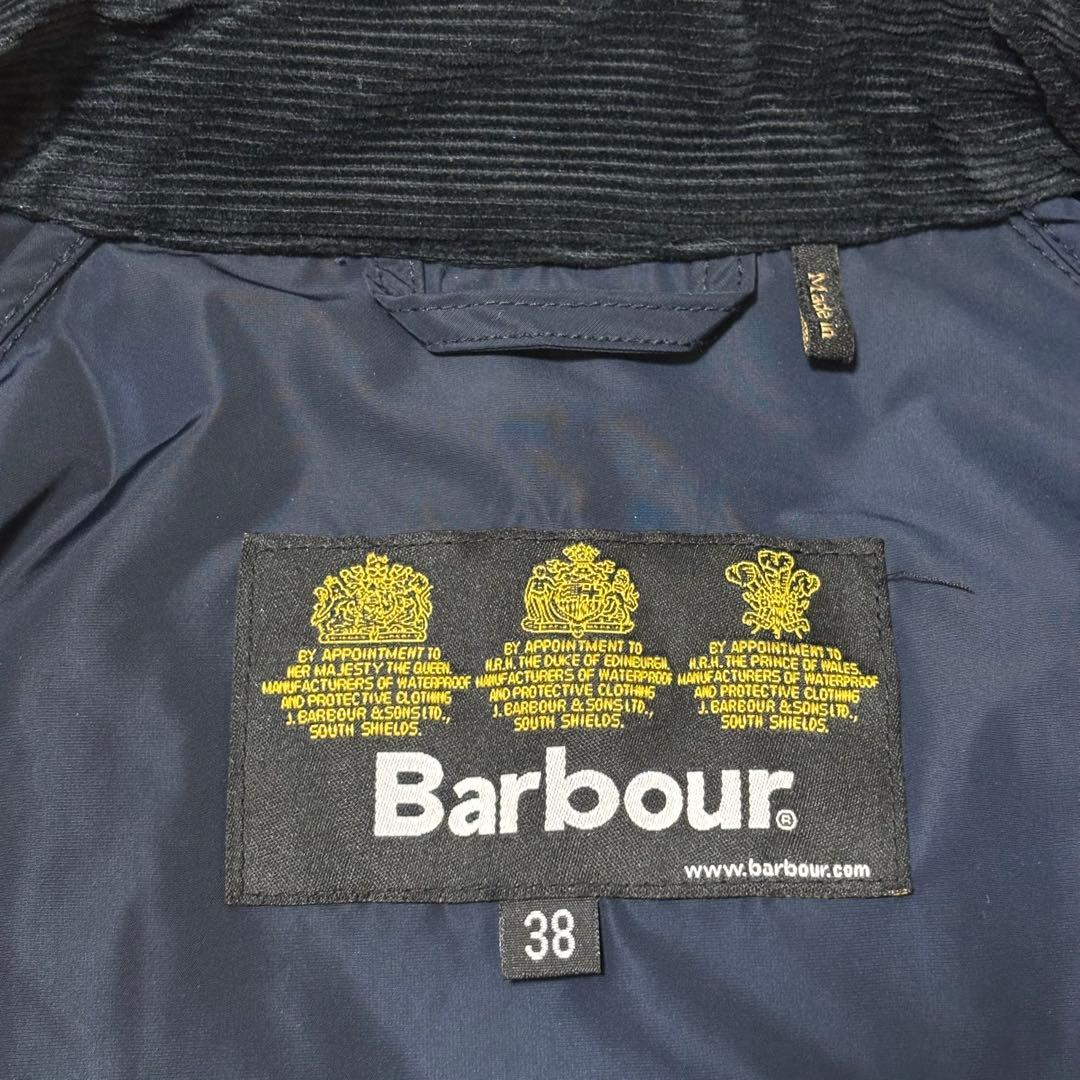 Made in
BY APPOINTMENT TO
HER MAJESTY THE QUEEN
MANUFACTURERS OF WATERPROOF
AND PROTECTIVE CLOTHING
J. BARBOUR & SONS LTD.,
SOUTH SHIELDS.
BY APPOINTMENT TO
H.R.H. THE DUKE OF EDINBURGH
MANUFACTURERS OF WATERPROOF
AND PROTECTIVE CLOTHING
J. BARBOUR & SONS LTD.,
SOUTH SHIELDS.
BY APPOINTMENT TO
H.R.H. THE PRINCE OF WALES
MANUFACTURERS OF WATERPROOF
AND PROTECTIVE CLOTHING
J. BARBOUR & SONS LTD.,
SOUTH SHIELDS.
Barbour®
www.barbour.com
38